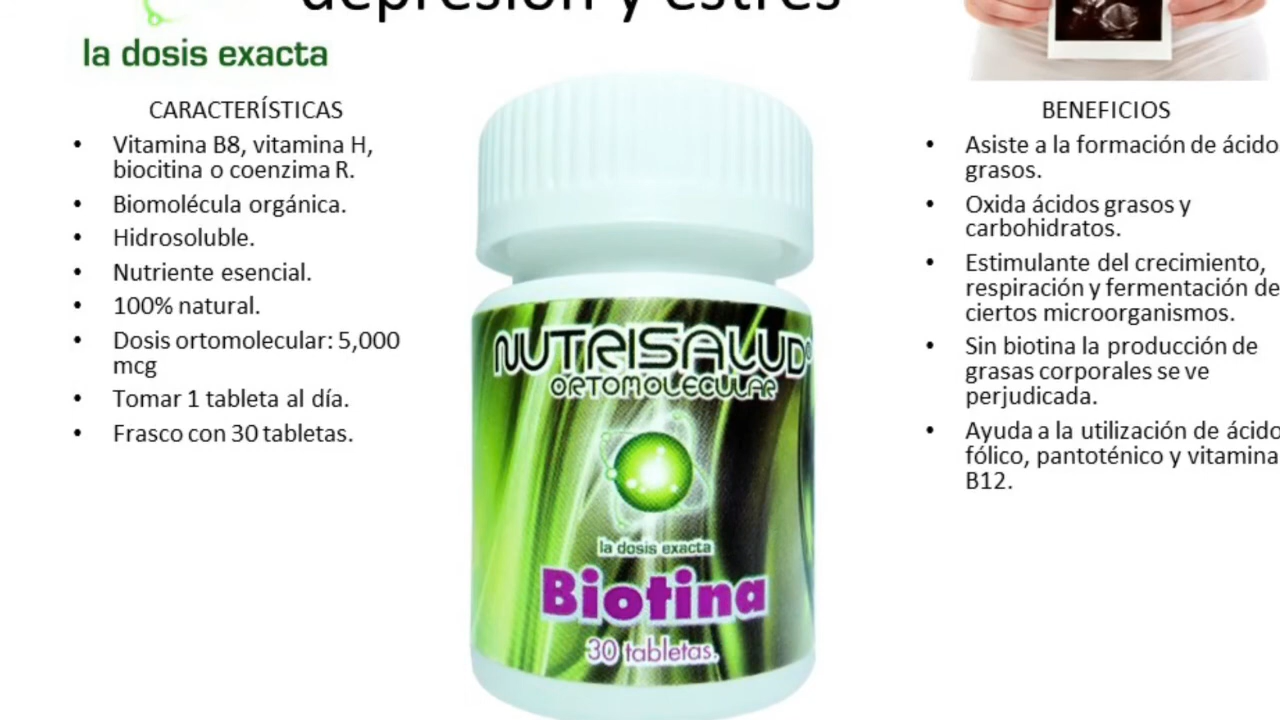 depresión y estrés
la dosis exacta
CARACTERÍSTICAS
• Vitamina B8, vitamina H,
biocitina o coenzima R.
• Biomolécula orgánica.
• Hidrosoluble.
• Nutriente esencial.
• 100% natural.
• Dosis ortomolecular: 5,000
mcg
• Tomar 1 tableta al día.
• Frasco con 30 tabletas.
NUTRISALUD®
ORTOMOLECULAR
la dosis exacta
Biotina
30 tabletas.
BENEFICIOS
• Asiste a la formación de ácido
grasos.
• Oxida ácidos grasos y
carbohidratos.
• Estimulante del crecimiento,
respiración y fermentación de
ciertos microorganismos.
• Sin biotina la producción de
grasas corporales se ve
perjudicada.
• Ayuda a la utilización de ácido
fólico, pantoténico y vitamina
B12.